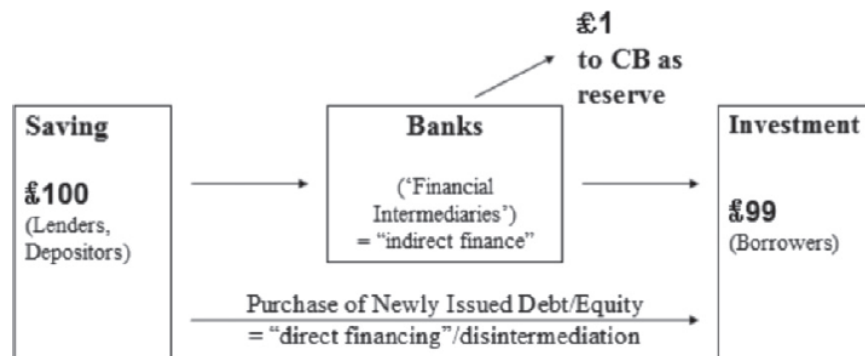 £1
to CB as
reserve
Saving
£100
(Lenders,
Depositors)
Banks
(‘Financial
Intermediaries’)
= “indirect finance”
Investment
£99
(Borrowers)
Purchase of Newly Issued Debt/Equity
= “direct financing”/disintermediation